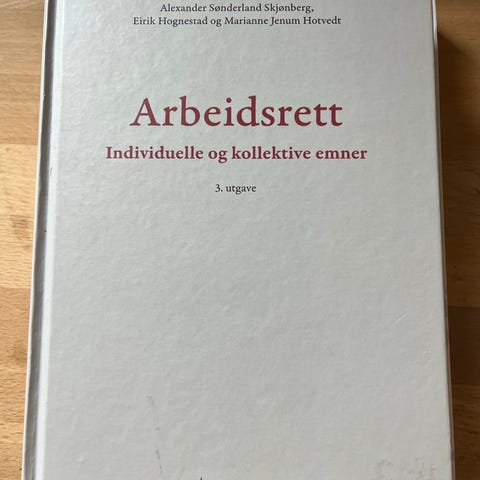 Alexander Sønderland Skjønberg,
Eirik Hognestad og Marianne Jenum Hotvedt
Arbeidsrett
Individuelle og kollektive emner
3. utgave